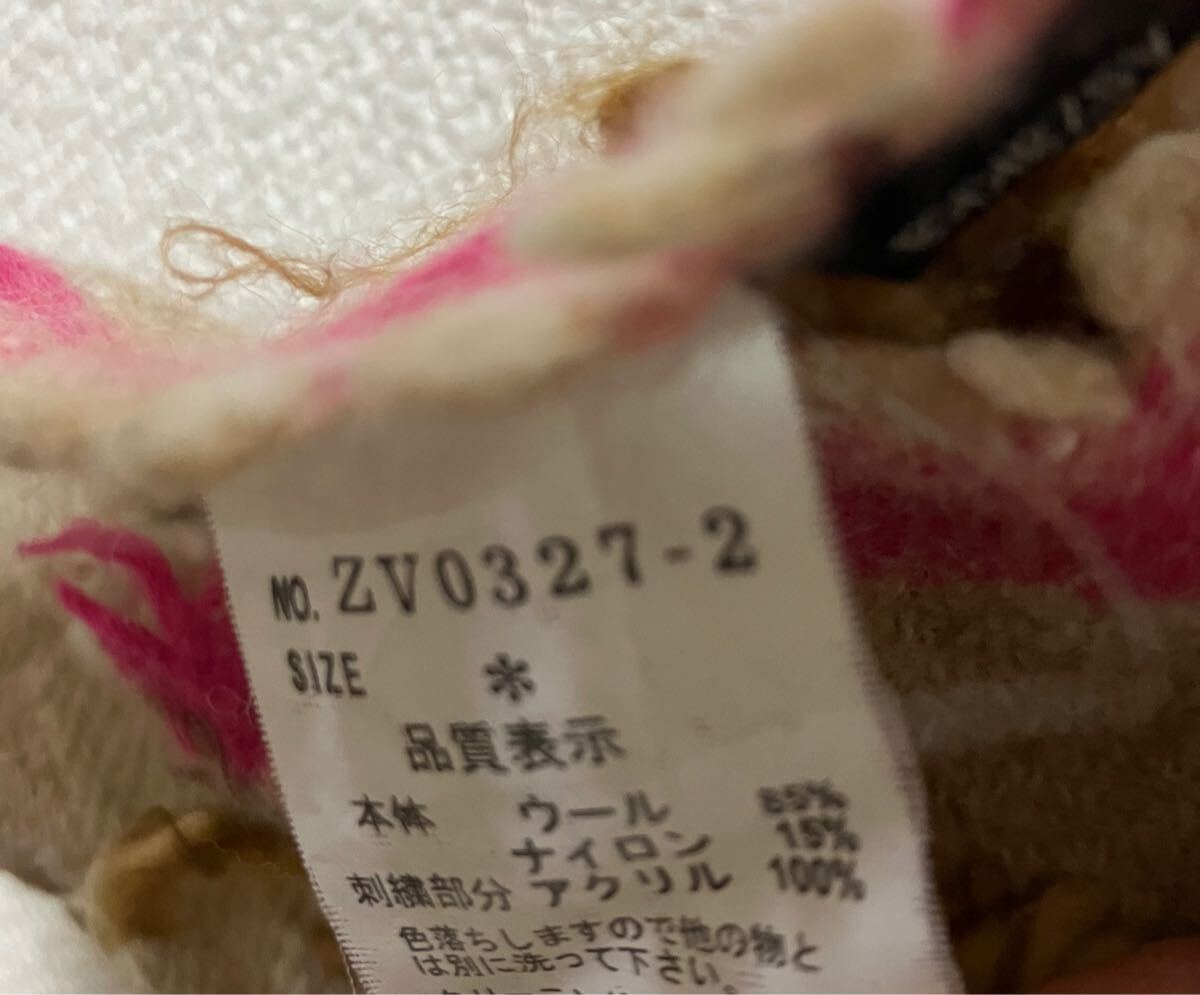 NO. ZV0327-2
SIZE *
品質表示
本体 ウール 85%
ナイロン 15%
刺繍部分 アクリル 100%
色落ちしますので他の物と
は別に洗って下さい。